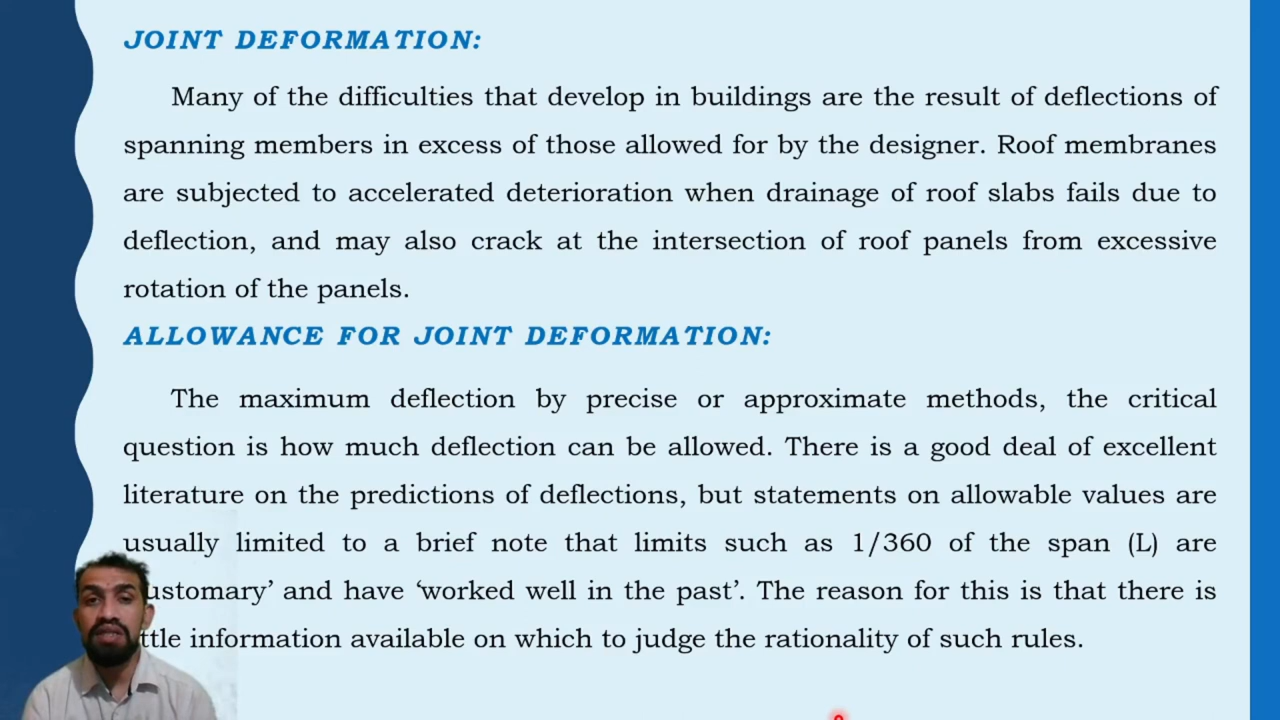 JOINT DEFORMATION:
Many of the difficulties that develop in buildings are the result of deflections of
spanning members in excess of those allowed for by the designer. Roof membranes
are subjected to accelerated deterioration when drainage of roof slabs fails due to
deflection, and may also crack at the intersection of roof panels from excessive
rotation of the panels.
ALLOWANCE FOR JOINT DEFORMATION:
The maximum deflection by precise or approximate methods, the critical
question is how much deflection can be allowed. There is a good deal of excellent
literature on the predictions of deflections, but statements on allowable values are
usually limited to a brief note that limits such as 1/360 of the span (L) are
and have ‘worked well in the past’. The reason for this is that there is
information available on which to judge the rationality of such rules.